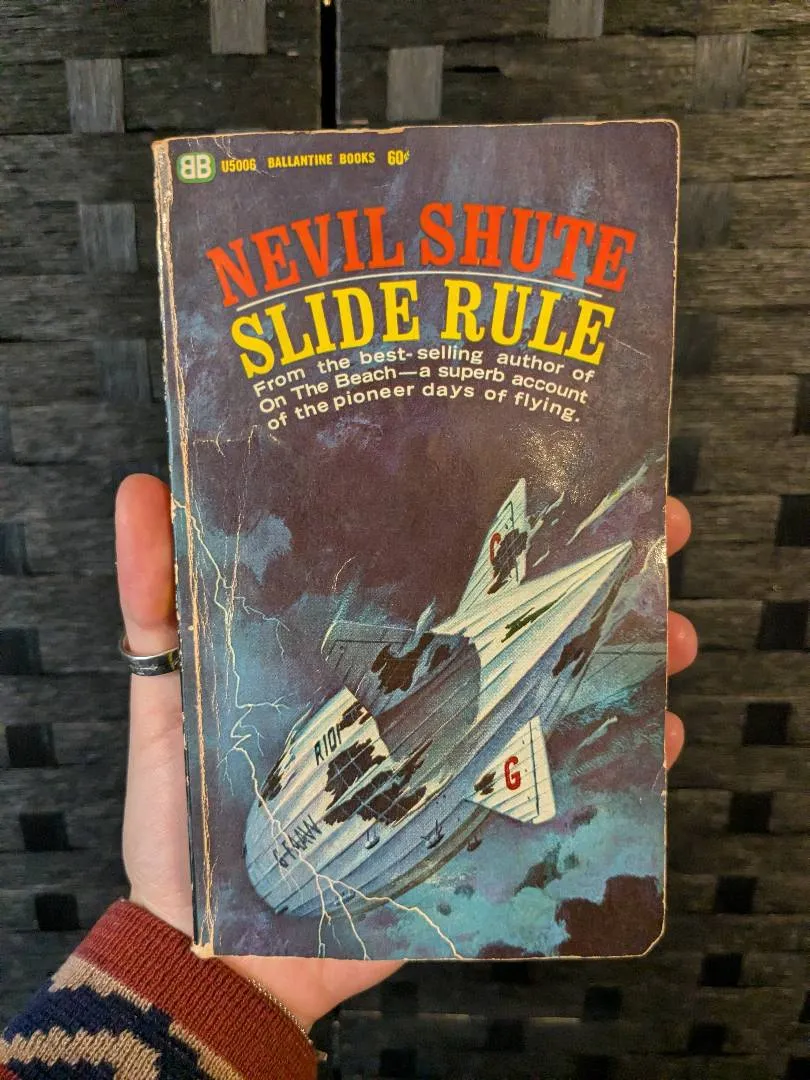 BB U5006 BALLANTINE BOOKS 60¢
NEVIL SHUTE
SLIDE RULE
From the best-selling author of
On The Beach—a superb account
of the pioneer days of flying.
G
R101
G
G-FAAW